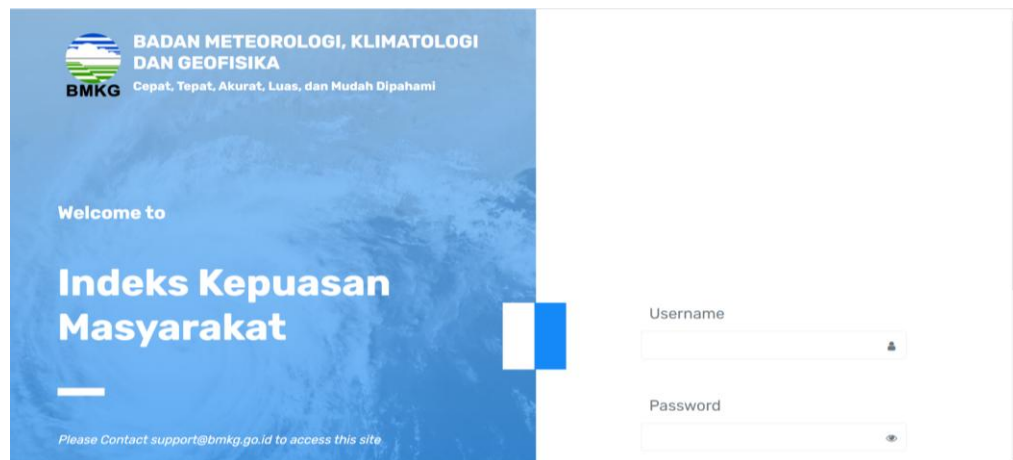 BADAN METEOROLOGI, KLIMATOLOGI
DAN GEOFISIKA
Cepat, Tepat, Akurat, Luas, dan Mudah Dipahami
BMKG
Welcome to
Indeks Kepuasan
Masyarakat
Please Contact support@bmkg.go.id to access this site
Username
Password